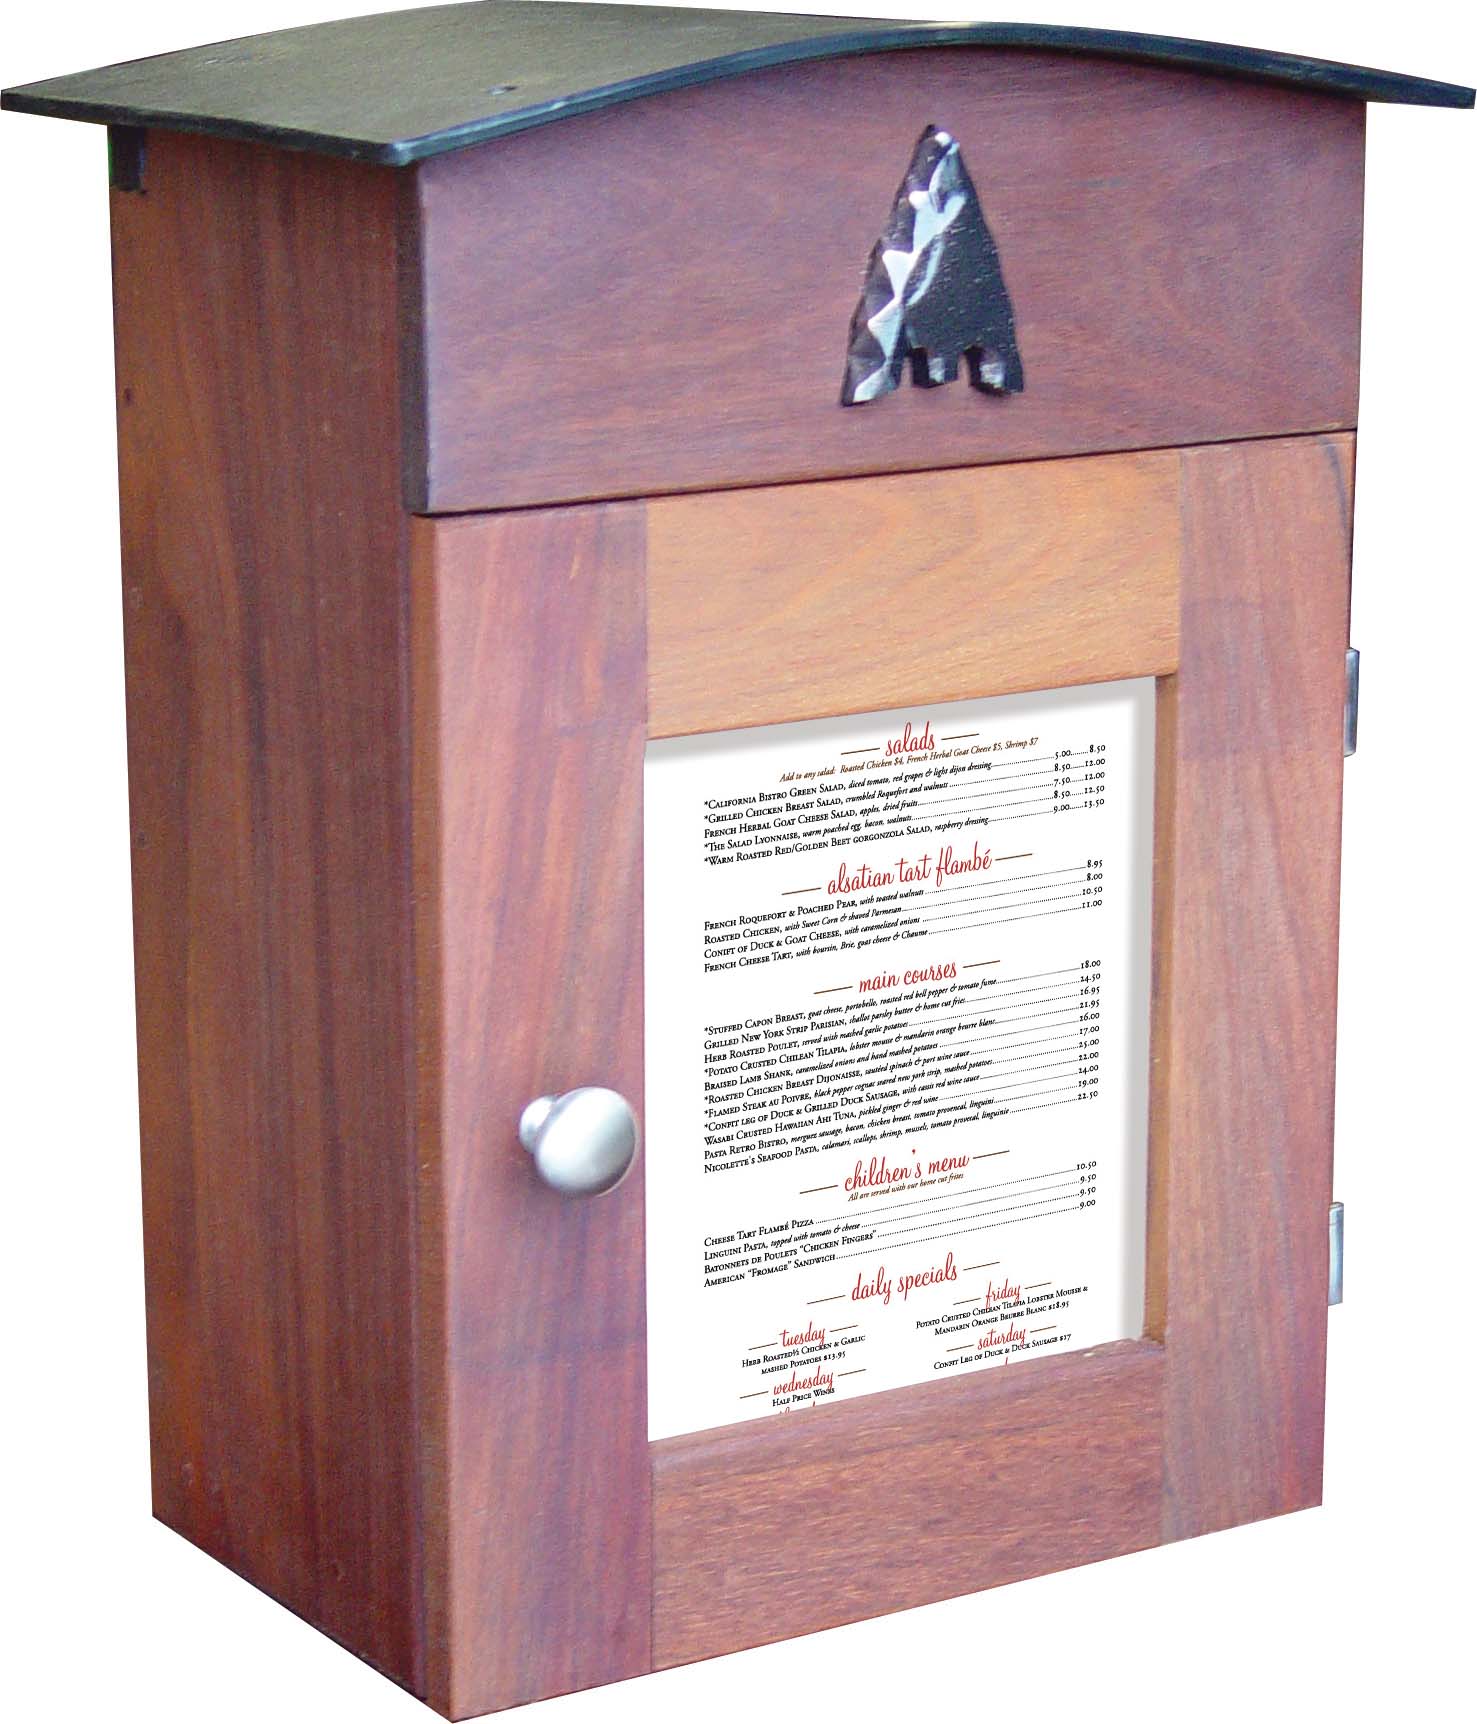 salads
Add to any salad: Roasted Chicken $4, French Herbal Goat Cheese $5, Shrimp $7
*California Bistro Green Salad, diced tomato, red grapes & light dijon dressing 5.00 8.50
*Grilled Chicken Breast Salad, crumbled Roquefort and walnuts 8.50 12.00
French Herbal Goat Cheese Salad, apples, dried fruits 7.50 12.00
*The Salad Lyonnaise, warm poached egg, bacon, walnuts 8.50 12.50
*Warm Roasted Red/Golden Beet gorgonzola Salad, raspberry dressing 9.00 13.50
alsatian tart flambé
French Roquefort & Poached Pear, with toasted walnuts 8.95
Roasted Chicken, with Sweet Corn & shaved Parmesan 8.00
Conift of Duck & Goat Cheese, with caramelized onions 10.50
French Cheese Tart, with boursin, Brie, goat cheese & Chaume 11.00
main courses
*Stuffed Capon Breast, goat cheese, portobello, roasted red bell pepper & tomato fume 18.00
Grilled New York Strip Parisian, shallot parsley butter & home cut fries 24.50
Herb Roasted Poulet, served with mashed garlic potatoes 16.95
*Potato Crusted Chilean Tilapia, lobster mousse & mandarin orange beurre blanc 21.95
Braised Lamb Shank, caramelized onions and hand mashed potatoes 26.00
*Roasted Chicken Breast Dijonaisse, sautéed spinach & port wine sauce 17.00
*Flamed Steak au Poivre, black pepper cognac seared new york strip, mashed potatoes 25.00
*Confit leg of Duck & Grilled Duck Sausage, with cassis red wine sauce 22.00
Wasabi Crusted Hawaiian Ahi Tuna, pickled ginger & red wine 24.00
Pasta Retro Bistro, merguez sausage, bacon, chicken breast, tomato provencal, linguini 19.00
Nicolette's Seafood Pasta, calamari, scallops, shrimp, mussels, tomato provencal, linguinie 22.50
children's menu
All are served with our home cut frites
Cheese Tart Flambé Pizza 10.50
Linguini Pasta, topped with tomato & cheese 9.50
Batonnets de Poulets "Chicken Fingers" 9.50
American "Fromage" Sandwich 9.00
daily specials
tuesday
Herb Roasted½ Chicken & Garlic
mashed Potatoes $13.95
wednesday
Half Price Wines
friday
Potato Crusted Chilean Tilapia Lobster Mousse &
Mandarin Orange Beurre Blanc $18.95
saturday
Confit Leg of Duck & Duck Sausage $17